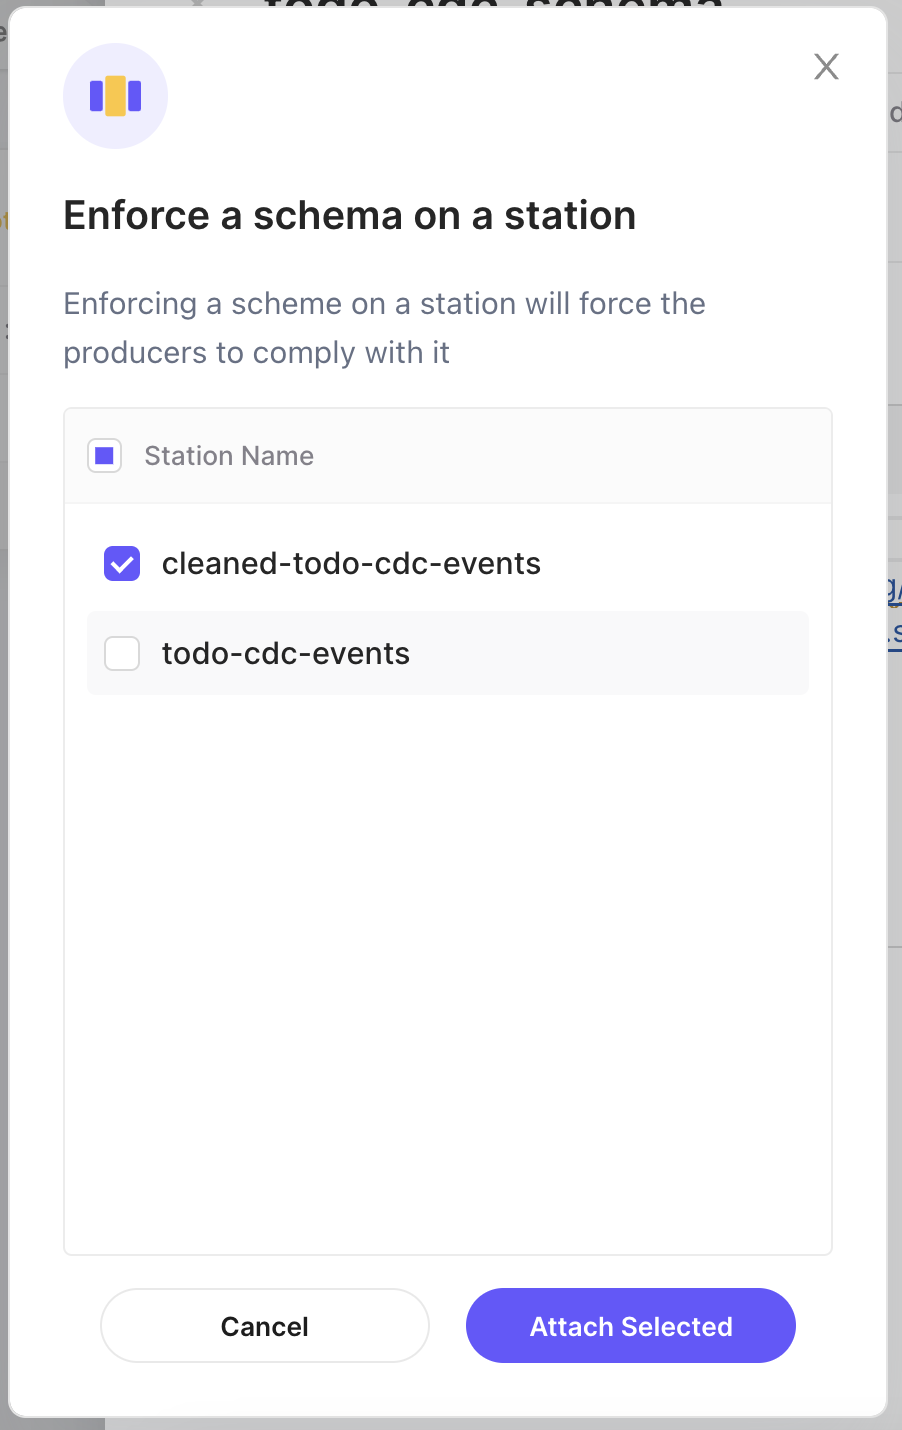 todo_cdc_schema
X
Enforce a schema on a station
Enforcing a scheme on a station will force the
producers to comply with it
Station Name
cleaned-todo-cdc-events
todo-cdc-events
Cancel
Attach Selected